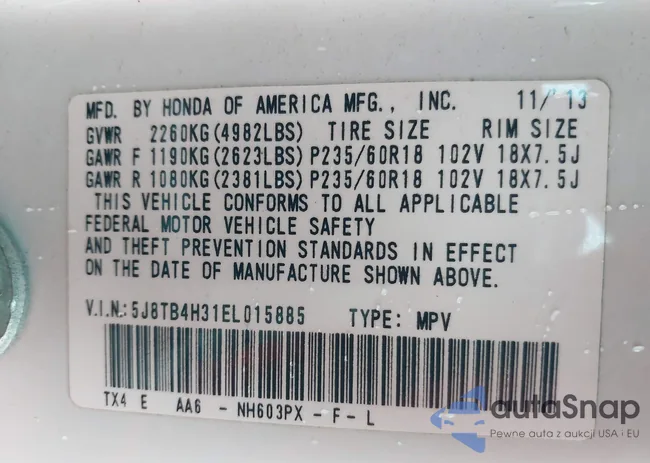 MFD. BY HONDA OF AMERICA MFG., INC. 11/13
GVWR 2260KG(4982LBS) TIRE SIZE RIM SIZE
GAWR F 1190KG(2623LBS) P235/60R18 102V 18X7.5J
GAWR R 1080KG(2381LBS) P235/60R18 102V 18X7.5J
THIS VEHICLE CONFORMS TO ALL APPLICABLE
FEDERAL MOTOR VEHICLE SAFETY
AND THEFT PREVENTION STANDARDS IN EFFECT
ON THE DATE OF MANUFACTURE SHOWN ABOVE.
V.I.N.: 5J8TB4H31EL015885 TYPE: MPV
TX4 E AA6 - NH603PX - F - L
autaSnap
Pewne auta z aukcji USA i EU